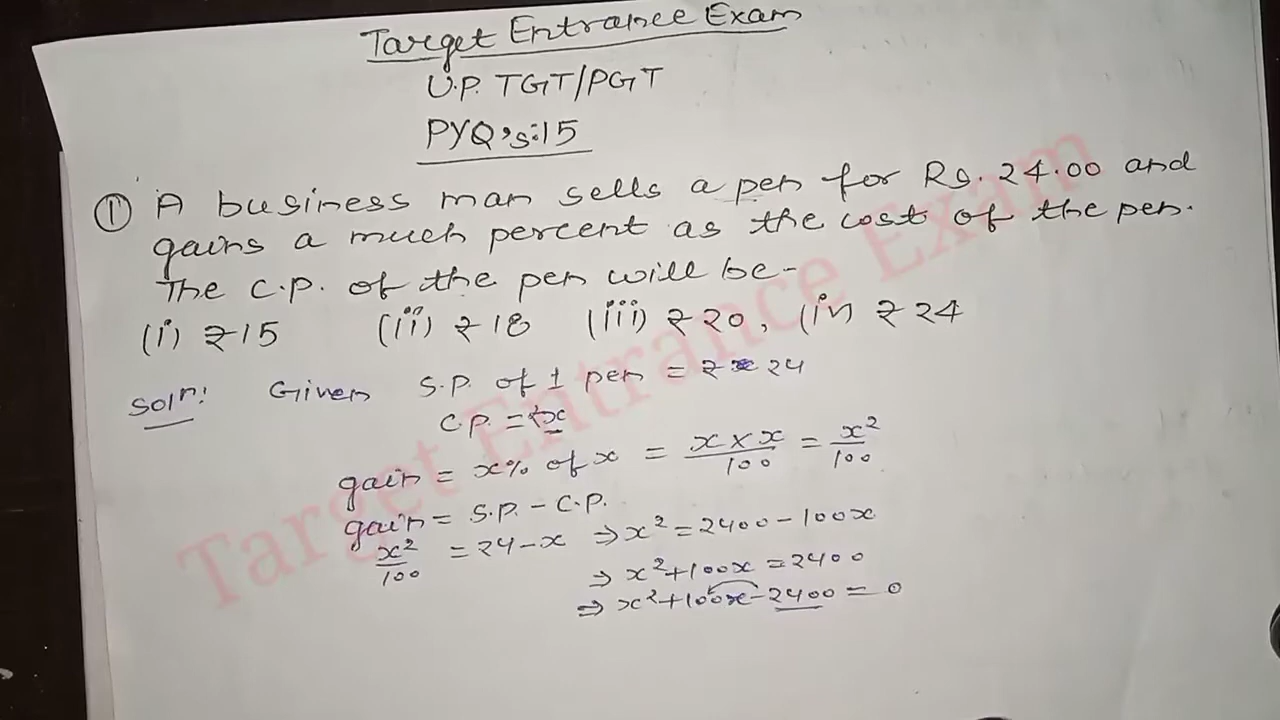 Target Entrance Exam
U.P. TGT/PGT
PYQ's:15
① A business man sells a pen for Rs. 24.00 and
gains a much percent as the cost of the pen.
The C.P. of the pen will be-
(i) ₹15 (ii) ₹18 (iii) ₹20, (iv) ₹24
Solⁿ: Given S.P. of 1 pen = ₹ 24
C.P. = ₹x
gain = x% of x = x × x / 100 = x² / 100
gain = S.P. - C.P.
x² / 100 = 24 - x ⇒ x² = 2400 - 100x
⇒ x² + 100x = 2400
⇒ x² + 100x - 2400 = 0
Target Entrance Exam